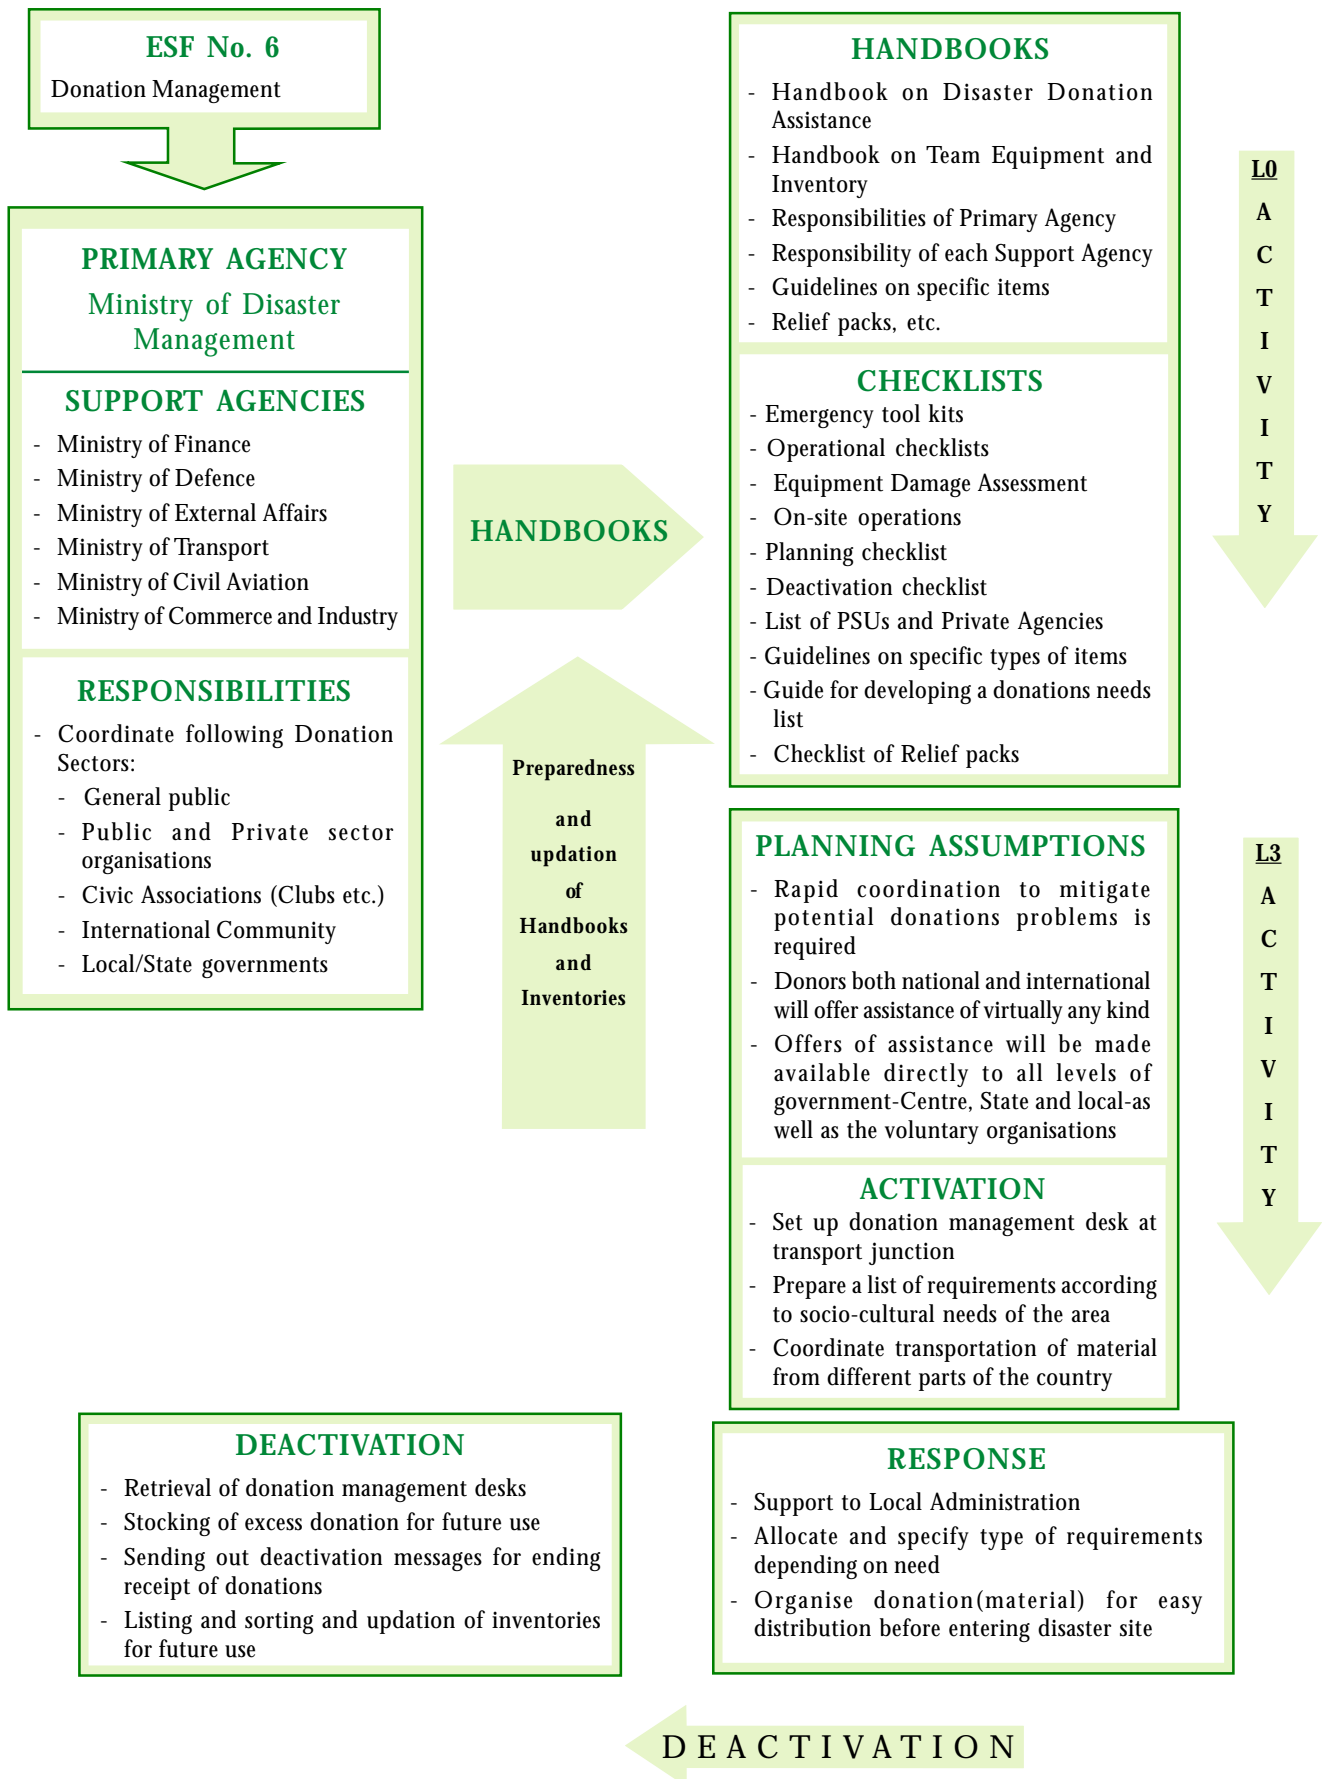 ESF No. 6
Donation Management
PRIMARY AGENCY
Ministry of Disaster
Management
SUPPORT AGENCIES
- Ministry of Finance
- Ministry of Defence
- Ministry of External Affairs
- Ministry of Transport
- Ministry of Civil Aviation
- Ministry of Commerce and Industry
RESPONSIBILITIES
- Coordinate following Donation
Sectors:
- General public
- Public and Private sector
organisations
- Civic Associations (Clubs etc.)
- International Community
- Local/State governments
HANDBOOKS
Preparedness
and
updation
of
Handbooks
and
Inventories
HANDBOOKS
- Handbook on Disaster Donation
Assistance
- Handbook on Team Equipment and
Inventory
- Responsibilities of Primary Agency
- Responsibility of each Support Agency
- Guidelines on specific items
- Relief packs, etc.
CHECKLISTS
- Emergency tool kits
- Operational checklists
- Equipment Damage Assessment
- On-site operations
- Planning checklist
- Deactivation checklist
- List of PSUs and Private Agencies
- Guidelines on specific types of items
- Guide for developing a donations needs
list
- Checklist of Relief packs
L0
A
C
T
I
V
I
T
Y
PLANNING ASSUMPTIONS
- Rapid coordination to mitigate
potential donations problems is
required
- Donors both national and international
will offer assistance of virtually any kind
- Offers of assistance will be made
available directly to all levels of
government-Centre, State and local-as
well as the voluntary organisations
ACTIVATION
- Set up donation management desk at
transport junction
- Prepare a list of requirements according
to socio-cultural needs of the area
- Coordinate transportation of material
from different parts of the country
L3
A
C
T
I
V
I
T
Y
RESPONSE
- Support to Local Administration
- Allocate and specify type of requirements
depending on need
- Organise donation(material) for easy
distribution before entering disaster site
DEACTIVATION
- Retrieval of donation management desks
- Stocking of excess donation for future use
- Sending out deactivation messages for ending
receipt of donations
- Listing and sorting and updation of inventories
for future use
DEACTIVATION